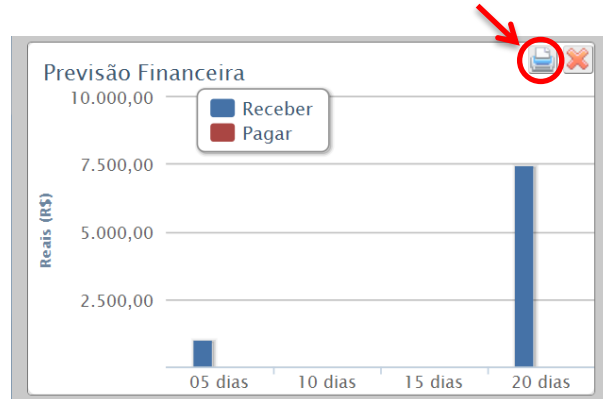 Previsão Financeira
10.000,00
Receber
Pagar
7.500,00
Reais (R$)
5.000,00
2.500,00
05 dias 10 dias 15 dias 20 dias